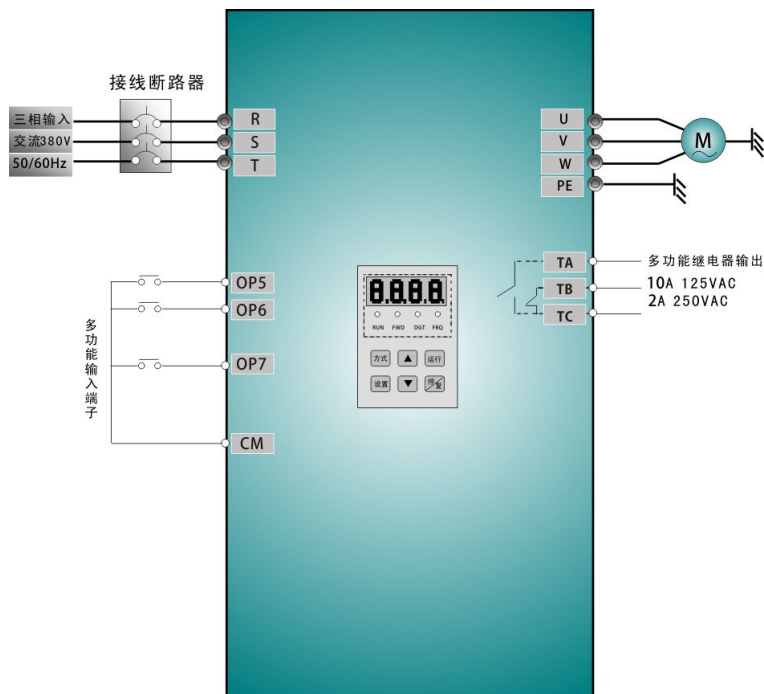 接线断路器
三相输入
交流380V
50/60Hz
R
S
T
U
V
W
PE
M
TA
TB
TC
多功能继电器输出
10A 125VAC
2A 250VAC
OP5
OP6
OP7
CM
多功能输入端子
8.8.8.8.
RUN FWD DGT FRQ
方式 ▲ 运行
设置 ▼ 停/复